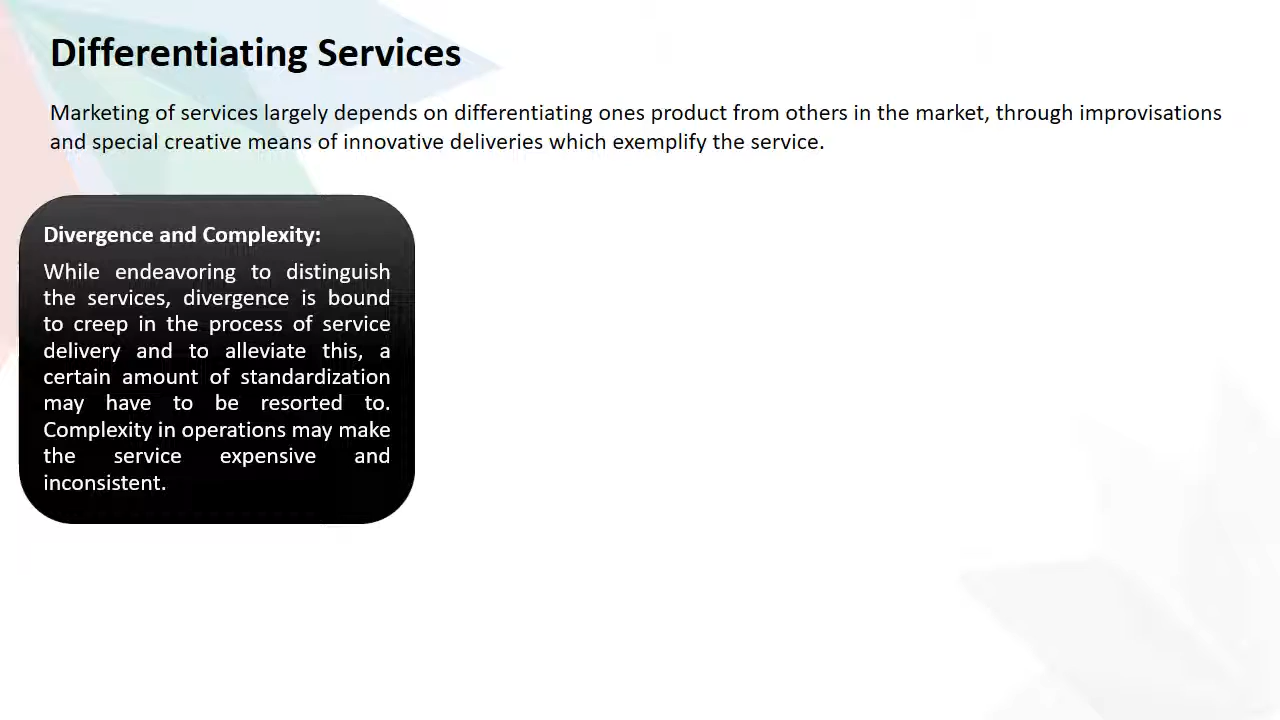 Differentiating Services
Marketing of services largely depends on differentiating ones product from others in the market, through improvisations
and special creative means of innovative deliveries which exemplify the service.
Divergence and Complexity:
While endeavoring to distinguish
the services, divergence is bound
to creep in the process of service
delivery and to alleviate this, a
certain amount of standardization
may have to be resorted to.
Complexity in operations may make
the service expensive and
inconsistent.